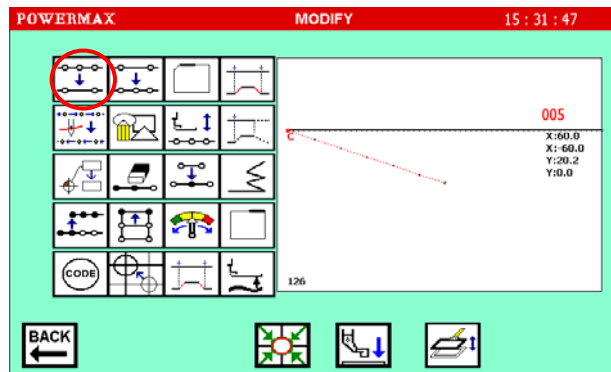 POWERMAX MODIFY 15 : 31 : 47
005
C
X:60.0
X:-60.0
Y:20.2
Y:0.0
CODE
126
BACK